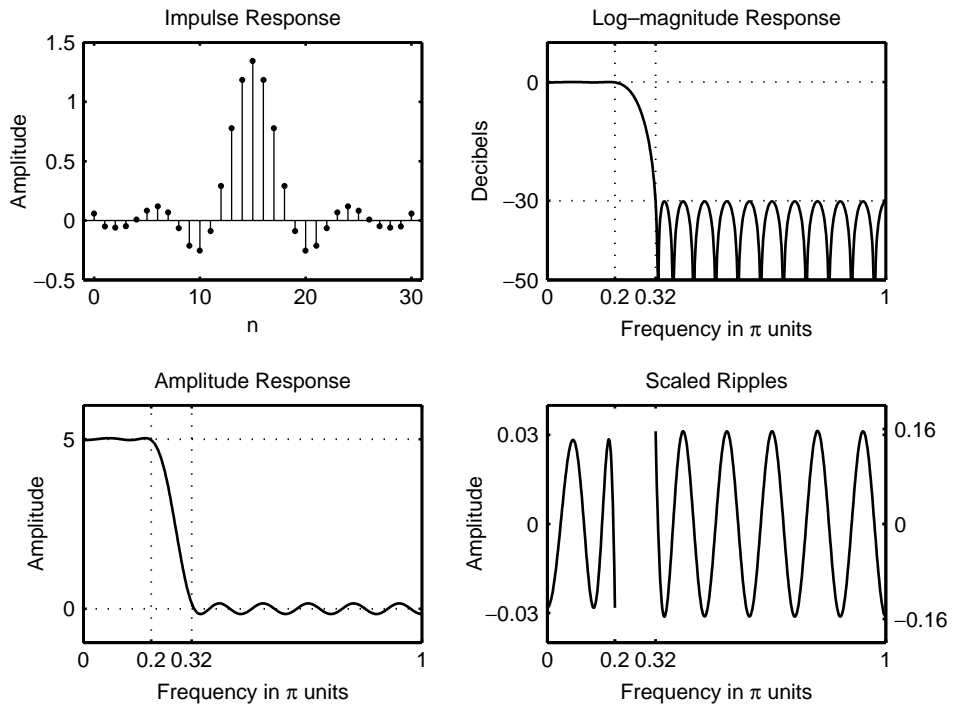 Impulse Response
1.5
1
0.5
0
−0.5
Amplitude
0 10 20 30
n
Log–magnitude Response
0
−30
−50
Decibels
0 0.2 0.32 1
Frequency in π units
Amplitude Response
5
0
Amplitude
0 0.2 0.32 1
Frequency in π units
Scaled Ripples
0.03
0
−0.03
Amplitude
0.16
0
−0.16
0 0.2 0.32 1
Frequency in π units